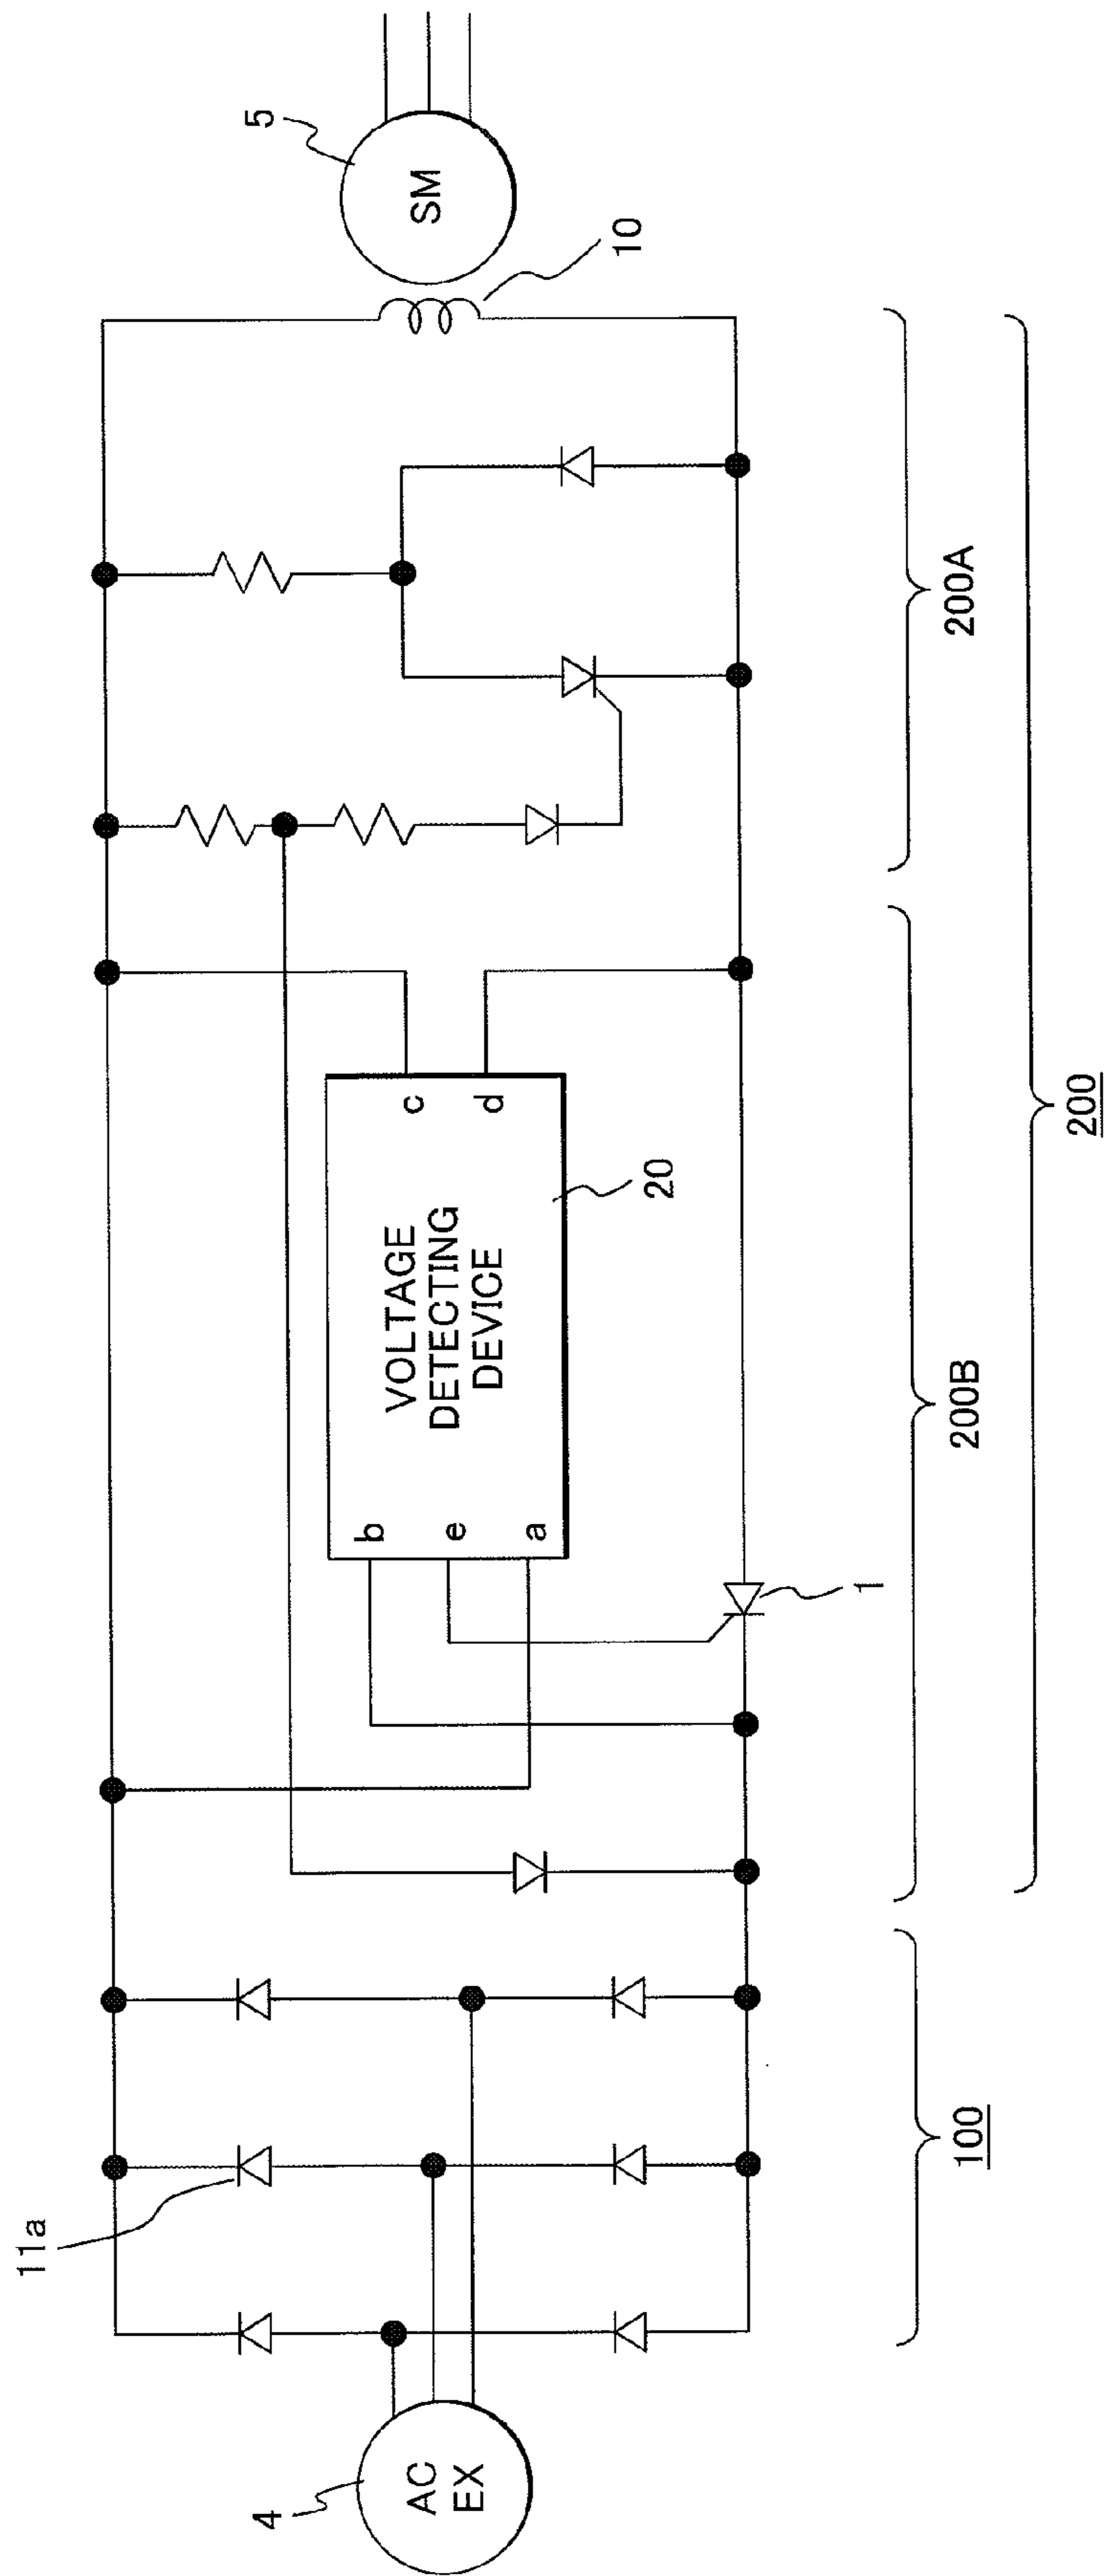 11a
4
AC
EX
5
SM
10
b
e
a
VOLTAGE
DETECTING
DEVICE
c
d
20
1
100
200B
200A
200